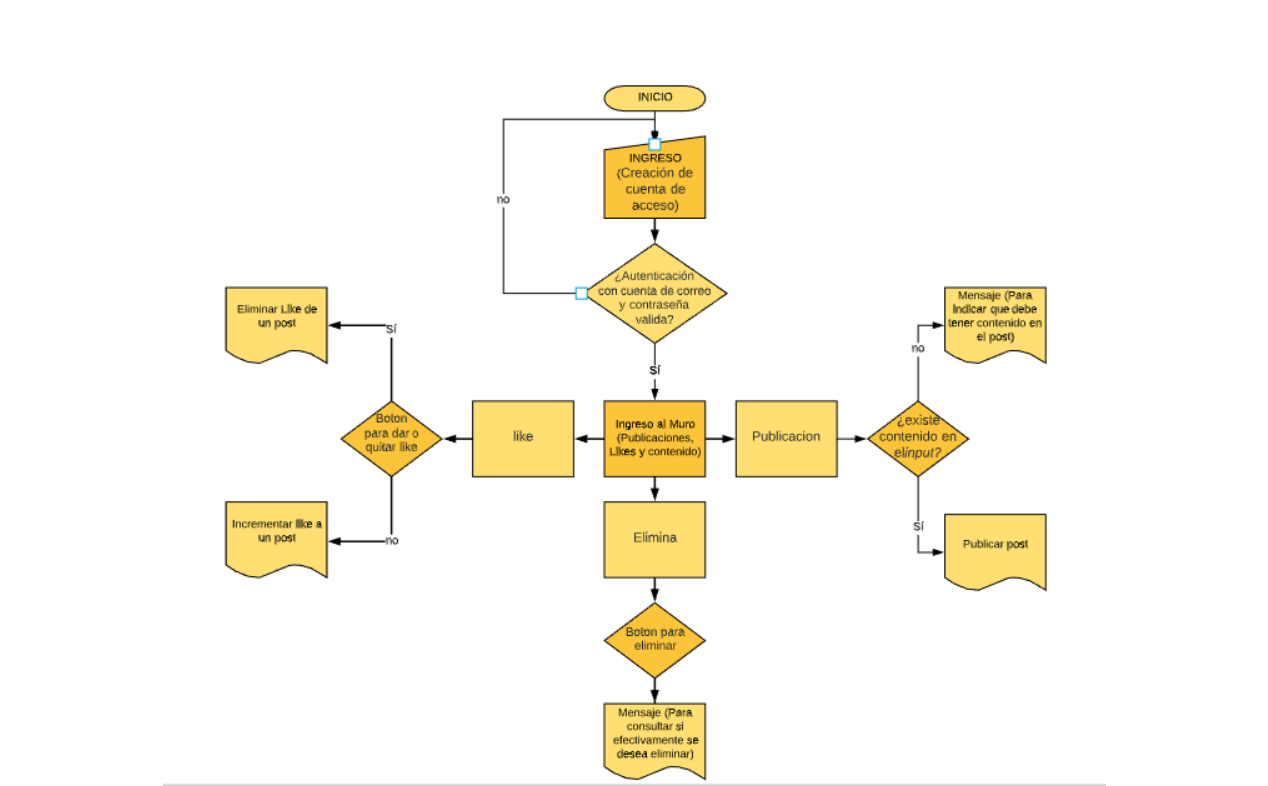 INICIO
INGRESO
(Creación de
cuenta de
acceso)
no
¿Autenticación
con cuenta de correo
y contraseña
valida?
Sí
Eliminar Like de
un post
Sí
Mensaje (Para
Indicar que debe
tener contenido en
el post)
no
Boton
para dar o
quitar like
like
Ingreso al Muro
(Publicaciones,
Likes y contenido)
Publicacion
¿existe
contenido en
elinput?
Incrementar like a
un post
no
Elimina
Sí
Publicar post
Boton para
eliminar
Mensaje (Para
consultar si
efectivamente se
desea eliminar)